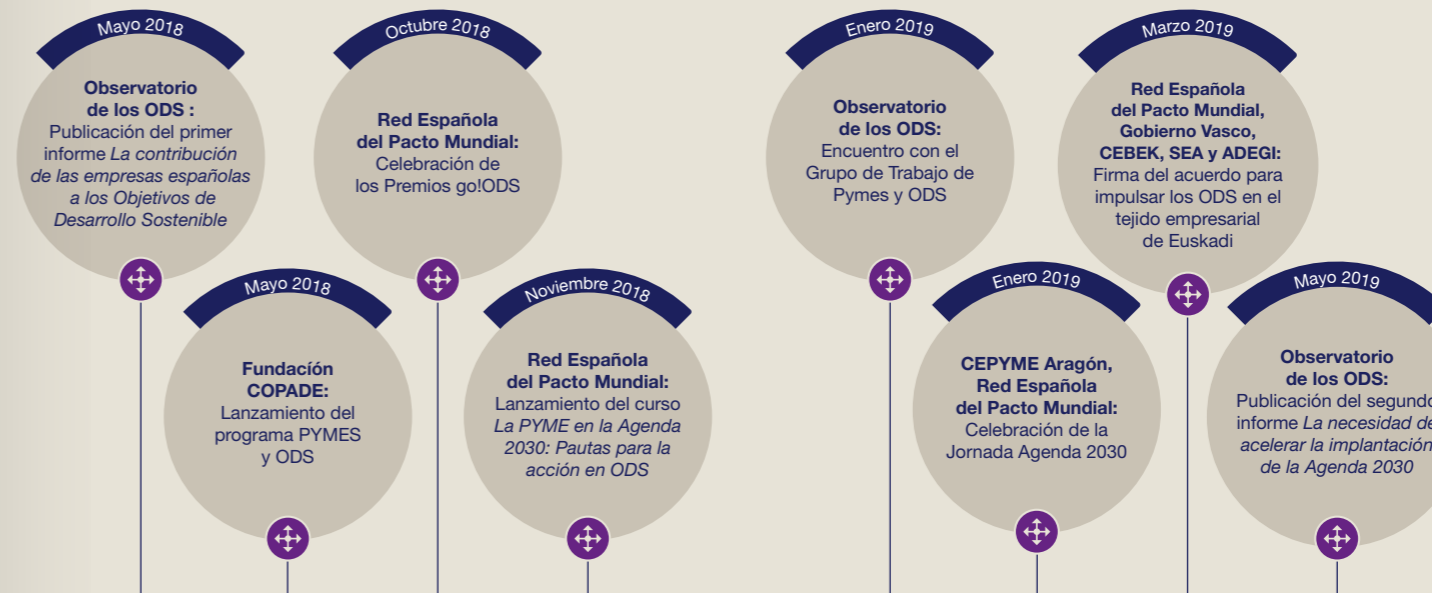 Mayo 2018
Observatorio
de los ODS :
Publicación del primer
informe La contribución
de las empresas españolas
a los Objetivos de
Desarrollo Sostenible
Mayo 2018
Fundacíón
COPADE:
Lanzamiento del
programa PYMES
y ODS
Octubre 2018
Red Española
del Pacto Mundial:
Celebración de
los Premios go!ODS
Noviembre 2018
Red Española
del Pacto Mundial:
Lanzamiento del curso
La PYME en la Agenda
2030: Pautas para la
acción en ODS
Enero 2019
Observatorio
de los ODS:
Encuentro con el
Grupo de Trabajo de
Pymes y ODS
Enero 2019
CEPYME Aragón,
Red Española
del Pacto Mundial:
Celebración de la
Jornada Agenda 2030
Marzo 2019
Red Española
del Pacto Mundial,
Gobierno Vasco,
CEBEK, SEA y ADEGI:
Firma del acuerdo para
impulsar los ODS en el
tejido empresarial
de Euskadi
Mayo 2019
Observatorio
de los ODS:
Publicación del segundo
informe La necesidad de
acelerar la implantación
de la Agenda 2030